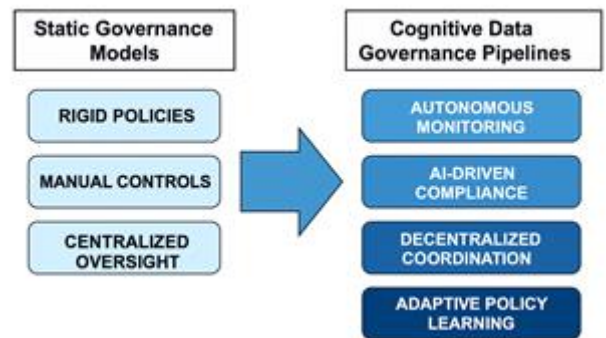 Static Governance
Models
RIGID POLICIES
MANUAL CONTROLS
CENTRALIZED
OVERSIGHT
Cognitive Data
Governance Pipelines
AUTONOMOUS
MONITORING
AI-DRIVEN
COMPLIANCE
DECENTRALIZED
COORDINATION
ADAPTIVE POLICY
LEARNING